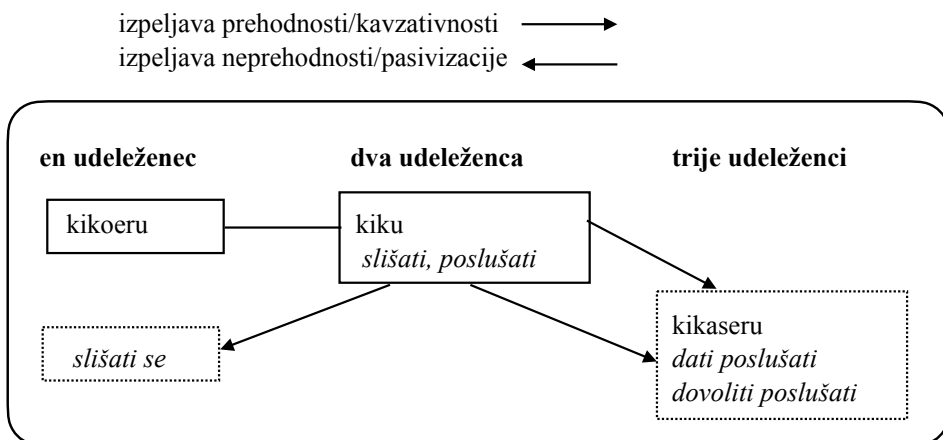 izpeljava prehodnosti/kavzativnosti
izpeljava neprehodnosti/pasivizacije
en udeleženec
dva udeleženca
trije udeleženci
kikoeru
kiku
slišati, poslušati
slišati se
kikaseru
dati poslušati
dovoliti poslušati